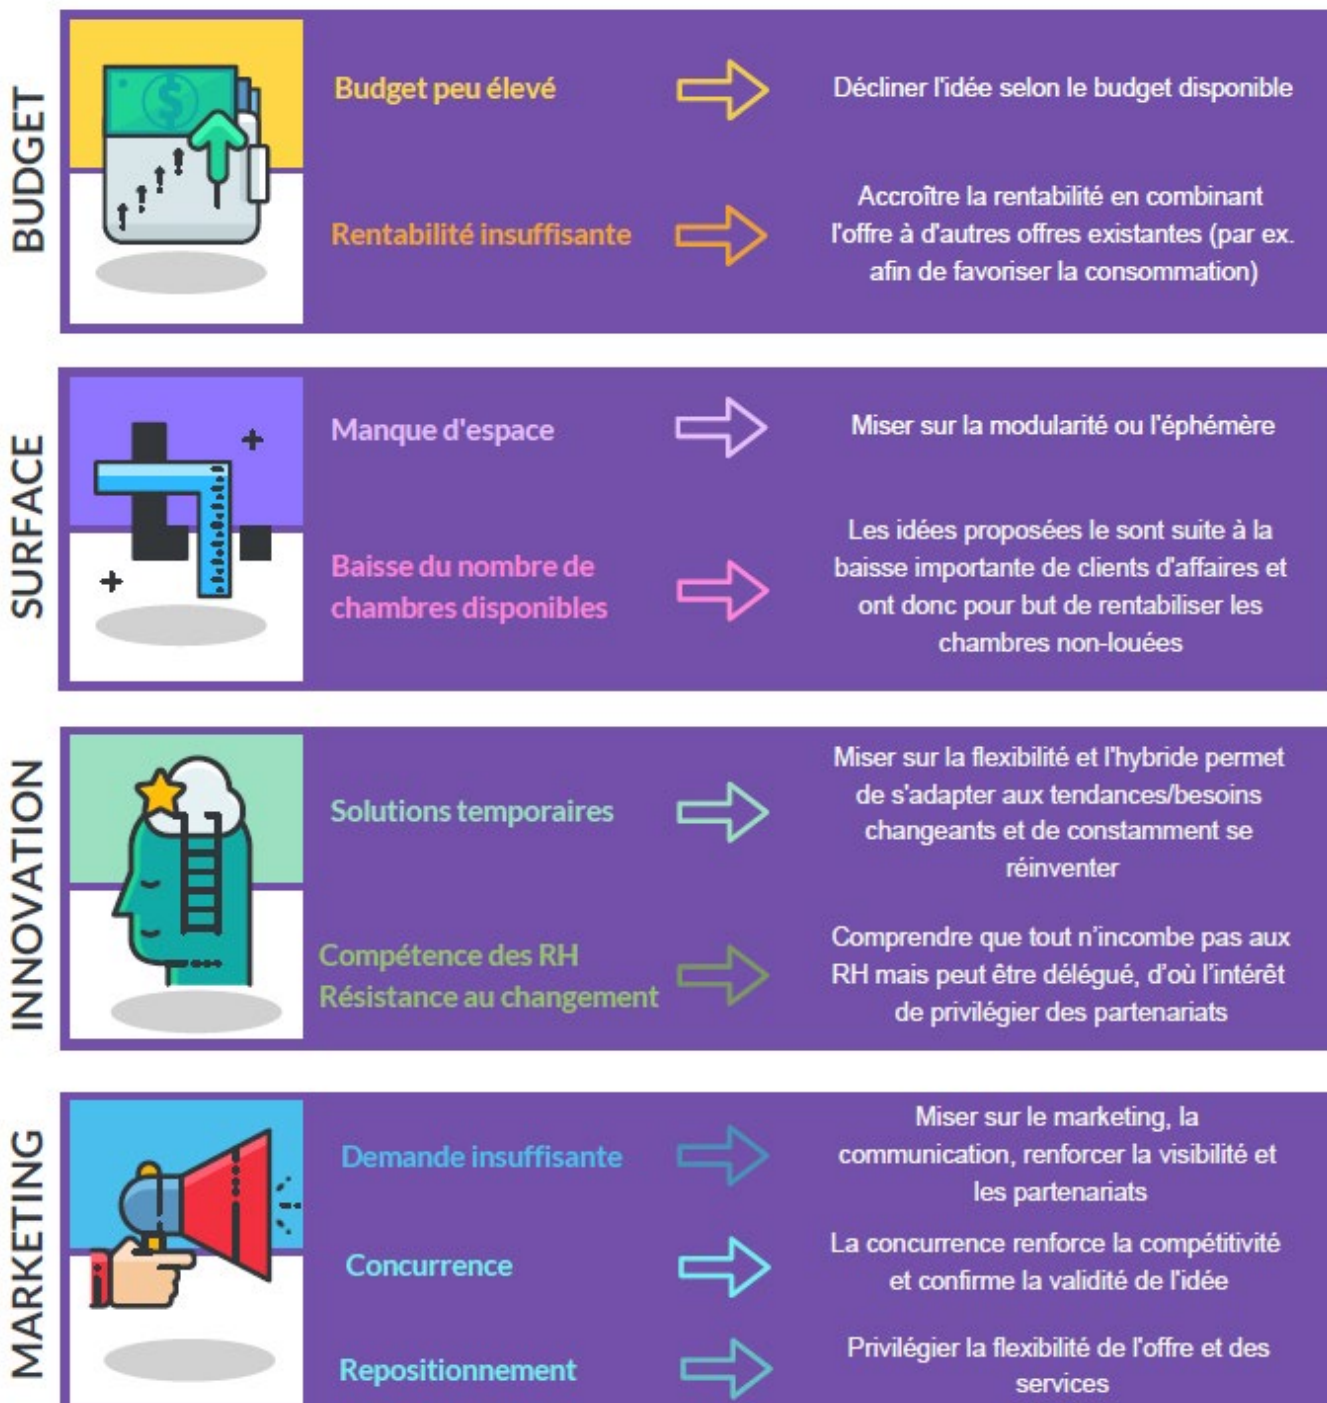 BUDGET
Budget peu élevé
Décliner l'idée selon le budget disponible
Rentabilité insuffisante
Accroître la rentabilité en combinant
l'offre à d'autres offres existantes (par ex.
afin de favoriser la consommation)
SURFACE
Manque d'espace
Miser sur la modularité ou l'éphémère
Baisse du nombre de
chambres disponibles
Les idées proposées le sont suite à la
baisse importante de clients d'affaires et
ont donc pour but de rentabiliser les
chambres non-louées
INNOVATION
Solutions temporaires
Miser sur la flexibilité et l'hybride permet
de s'adapter aux tendances/besoins
changeants et de constamment se
réinventer
Compétence des RH
Résistance au changement
Comprendre que tout n’incombe pas aux
RH mais peut être délégué, d’où l’intérêt
de privilégier des partenariats
MARKETING
Demande insuffisante
Miser sur le marketing, la
communication, renforcer la visibilité et
les partenariats
Concurrence
La concurrence renforce la compétitivité
et confirme la validité de l'idée
Repositionnement
Privilégier la flexibilité de l'offre et des
services